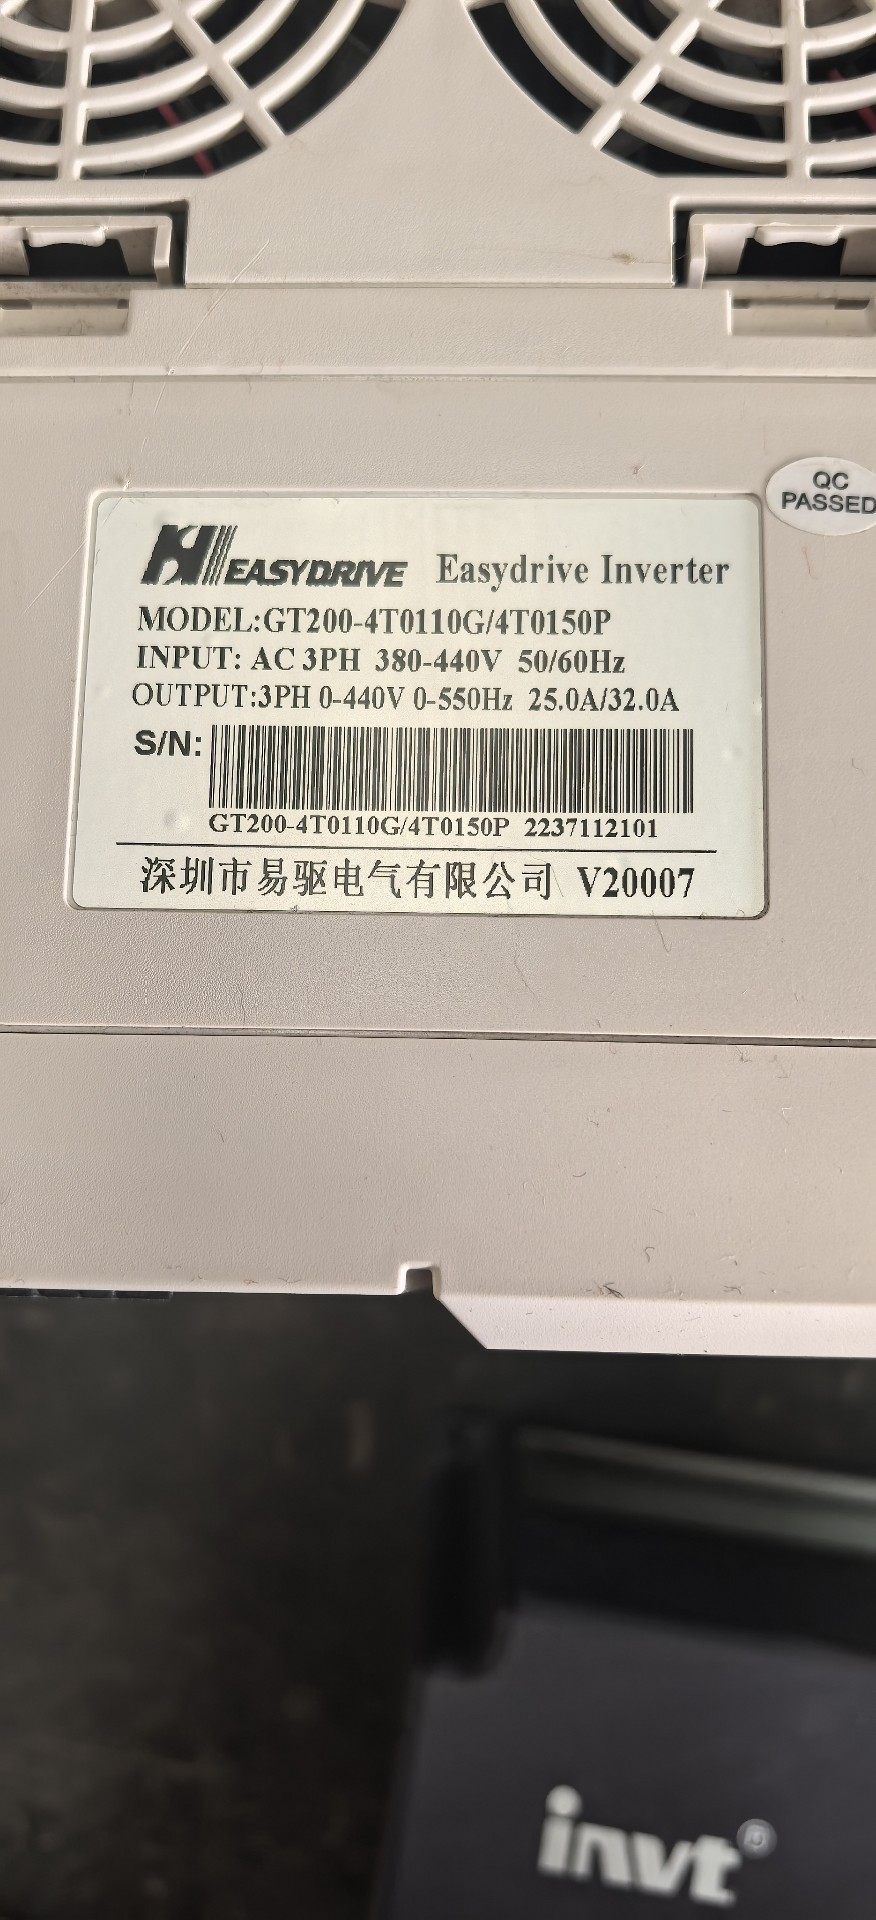 QC
PASSED
EASYDRIVE Easydrive Inverter
MODEL:GT200-4T0110G/4T0150P
INPUT: AC 3PH 380-440V 50/60Hz
OUTPUT:3PH 0-440V 0-550Hz 25.0A/32.0A
S/N:
GT200-4T0110G/4T0150P 2237112101
深圳市易驱电气有限公司 V20007
invt®